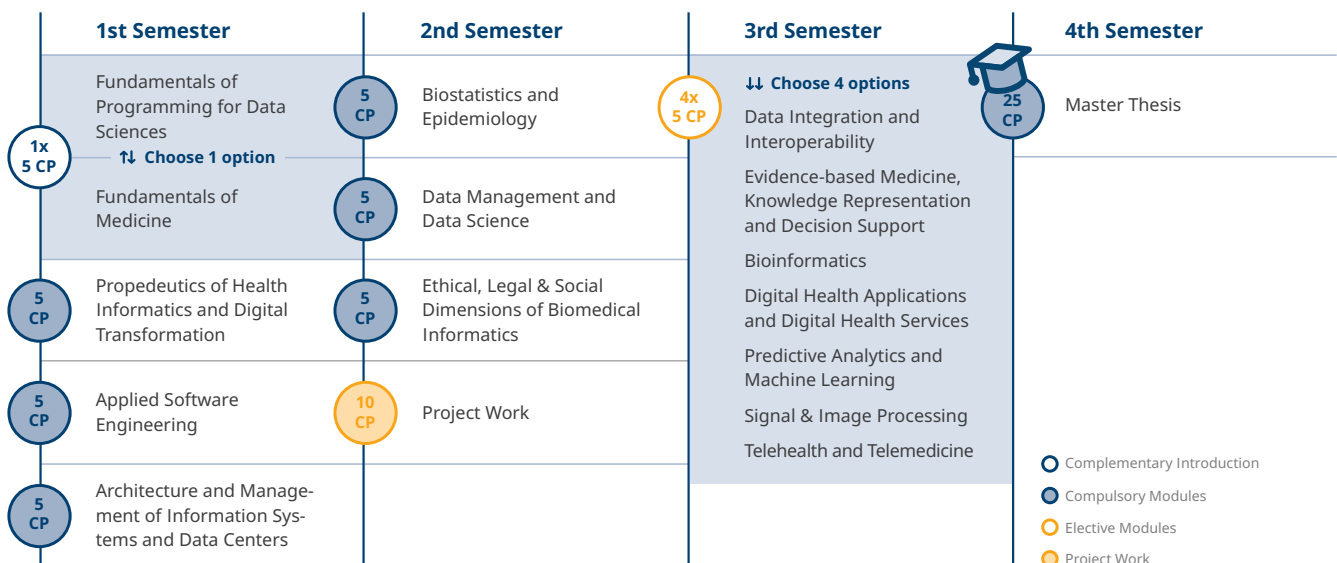 1st Semester
Fundamentals of
Programming for Data
Sciences
1x
5 CP
Choose 1 option
Fundamentals of
Medicine
5
CP
Propedeutics of Health
Informatics and Digital
Transformation
5
CP
Applied Software
Engineering
5
CP
Architecture and Manage-
ment of Information Sys-
tems and Data Centers
2nd Semester
5
CP
Biostatistics and
Epidemiology
5
CP
Data Management and
Data Science
5
CP
Ethical, Legal & Social
Dimensions of Biomedical
Informatics
10
CP
Project Work
3rd Semester
4x
5 CP
Choose 4 options
Data Integration and
Interoperability
Evidence-based Medicine,
Knowledge Representation
and Decision Support
Bioinformatics
Digital Health Applications
and Digital Health Services
Predictive Analytics and
Machine Learning
Signal & Image Processing
Telehealth and Telemedicine
4th Semester
25
CP
Master Thesis
Complementary Introduction
Compulsory Modules
Elective Modules
Project Work